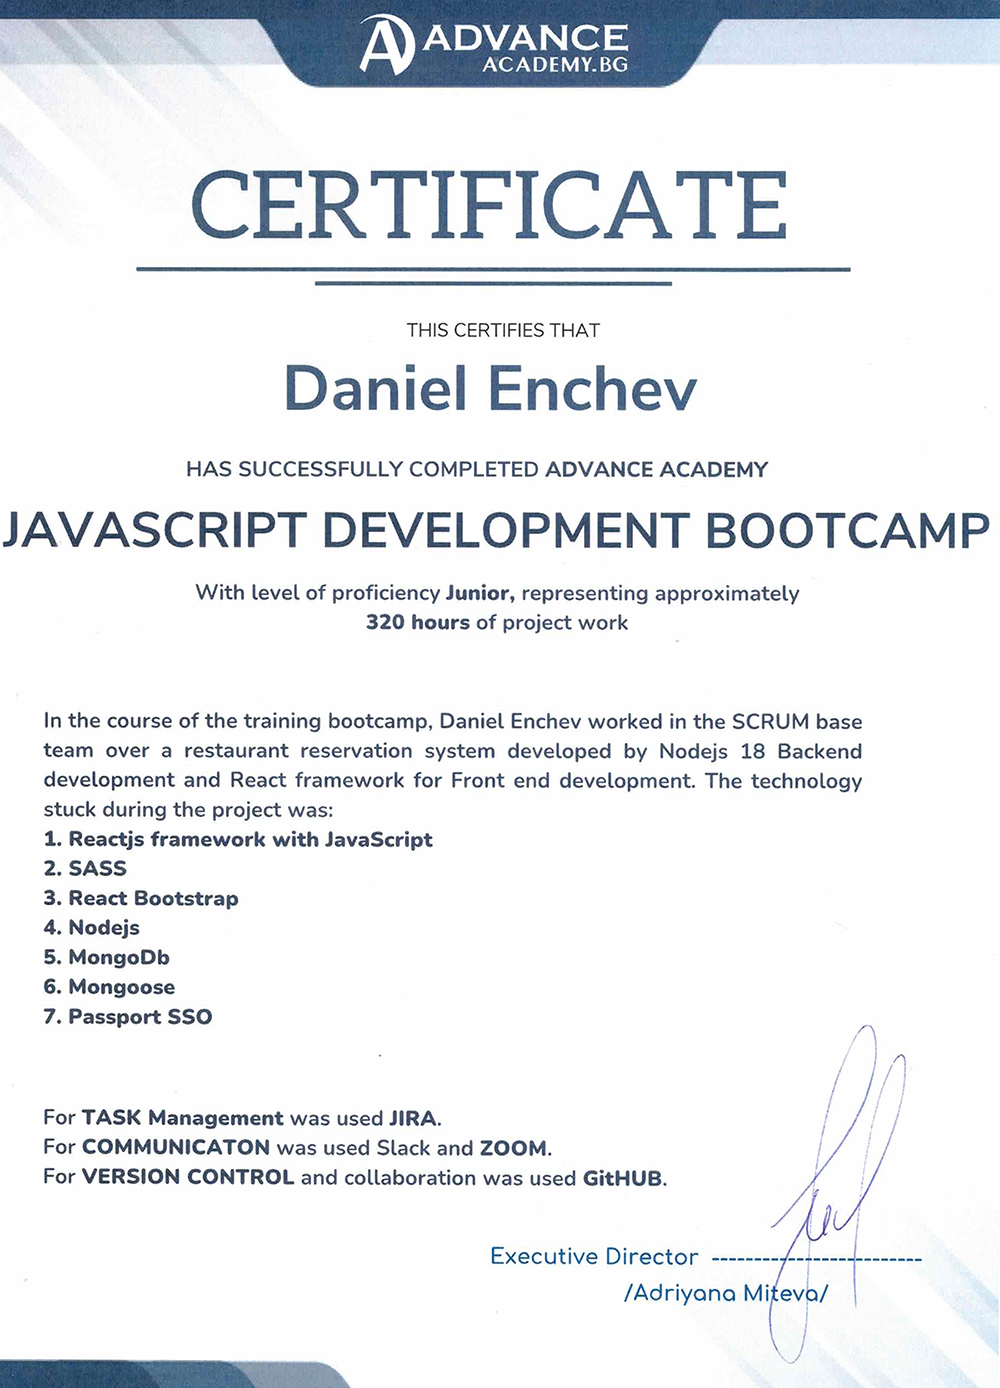 ADVANCE
ACADEMY.BG
CERTIFICATE
THIS CERTIFIES THAT
Daniel Enchev
HAS SUCCESSFULLY COMPLETED ADVANCE ACADEMY
JAVASCRIPT DEVELOPMENT BOOTCAMP
With level of proficiency Junior, representing approximately
320 hours of project work
In the course of the training bootcamp, Daniel Enchev worked in the SCRUM base
team over a restaurant reservation system developed by Nodejs 18 Backend
development and React framework for Front end development. The technology
stuck during the project was:
1. Reactjs framework with JavaScript
2. SASS
3. React Bootstrap
4. Nodejs
5. MongoDb
6. Mongoose
7. Passport SSO
For TASK Management was used JIRA.
For COMMUNICATON was used Slack and ZOOM.
For VERSION CONTROL and collaboration was used GitHUB.
Executive Director --------------------------
/Adriyana Miteva/